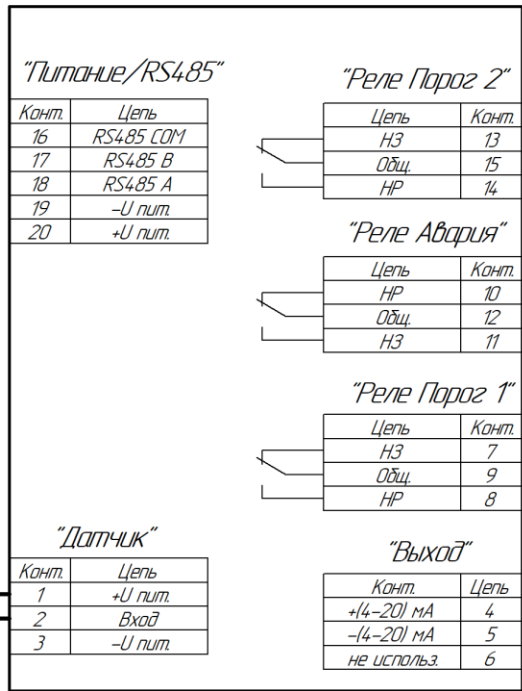 "Питание/RS485"
Конт. Цепь
16 RS485 COM
17 RS485 B
18 RS485 A
19 –U пит.
20 +U пит.
"Реле Порог 2"
Цепь Конт.
НЗ 13
Общ. 15
НР 14
"Реле Авария"
Цепь Конт.
НР 10
Общ. 12
НЗ 11
"Реле Порог 1"
Цепь Конт.
НЗ 7
Общ. 9
НР 8
"Датчик"
Конт. Цепь
1 +U пит.
2 Вход
3 –U пит.
"Выход"
Конт. Цепь
+(4–20) мА 4
–(4–20) мА 5
не использ. 6